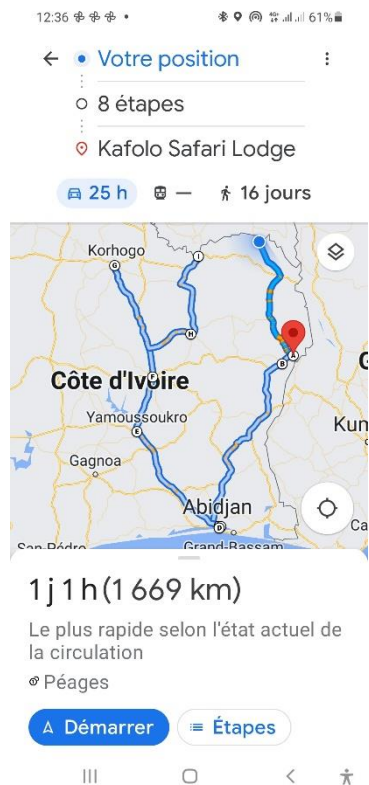 12:36
61%
Votre position
8 étapes
Kafolo Safari Lodge
25 h
—
16 jours
Korhogo
G
I
H
A
B
Côte d'Ivoire
F
G
Yamoussoukro
E
Kum
Gagnoa
Abidjan
D
Ca
San-Pédro
Grand-Bassam
1 j 1 h (1 669 km)
Le plus rapide selon l'état actuel de
la circulation
Péages
Démarrer
Étapes